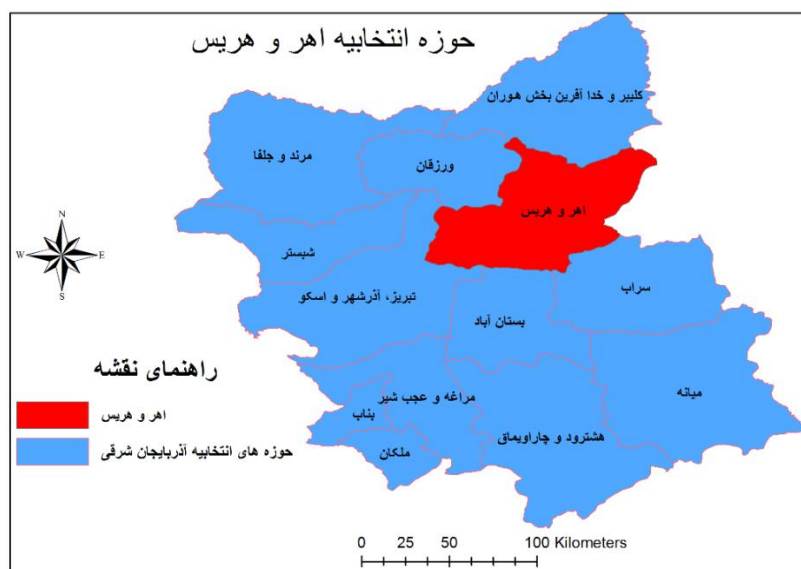 حوزه انتخابیه اهر و هریس
کلیبر و خدا آفرین بخش هوران
مرند و جلفا
ورزقان
اهر و هریس
شبستر
تبریز، آذرشهر و اسکو
سراب
بستان آباد
میانه
مراغه و عجب شیر
بناب
هشترود و چاراویماق
ملکان
N
W
E
S
راهنمای نقشه
اهر و هریس
حوزه های انتخابیه آذربایجان شرقی
0 25 50 100 Kilometers